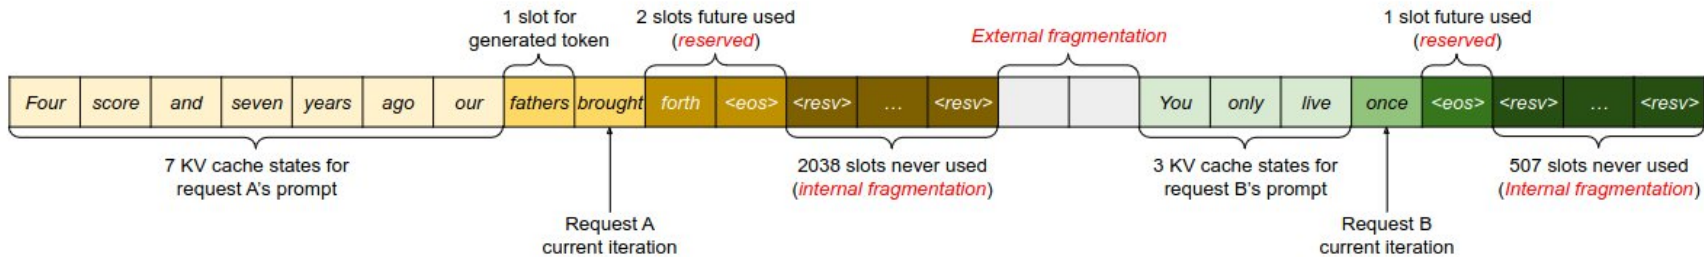 1 slot for
generated token
2 slots future used
(reserved)
External fragmentation
1 slot future used
(reserved)
Four score and seven years ago our fathers brought forth <eos> <resv> … <resv> You only live once <eos> <resv> … <resv>
7 KV cache states for
request A's prompt
2038 slots never used
(internal fragmentation)
3 KV cache states for
request B's prompt
507 slots never used
(Internal fragmentation)
Request A
current iteration
Request B
current iteration